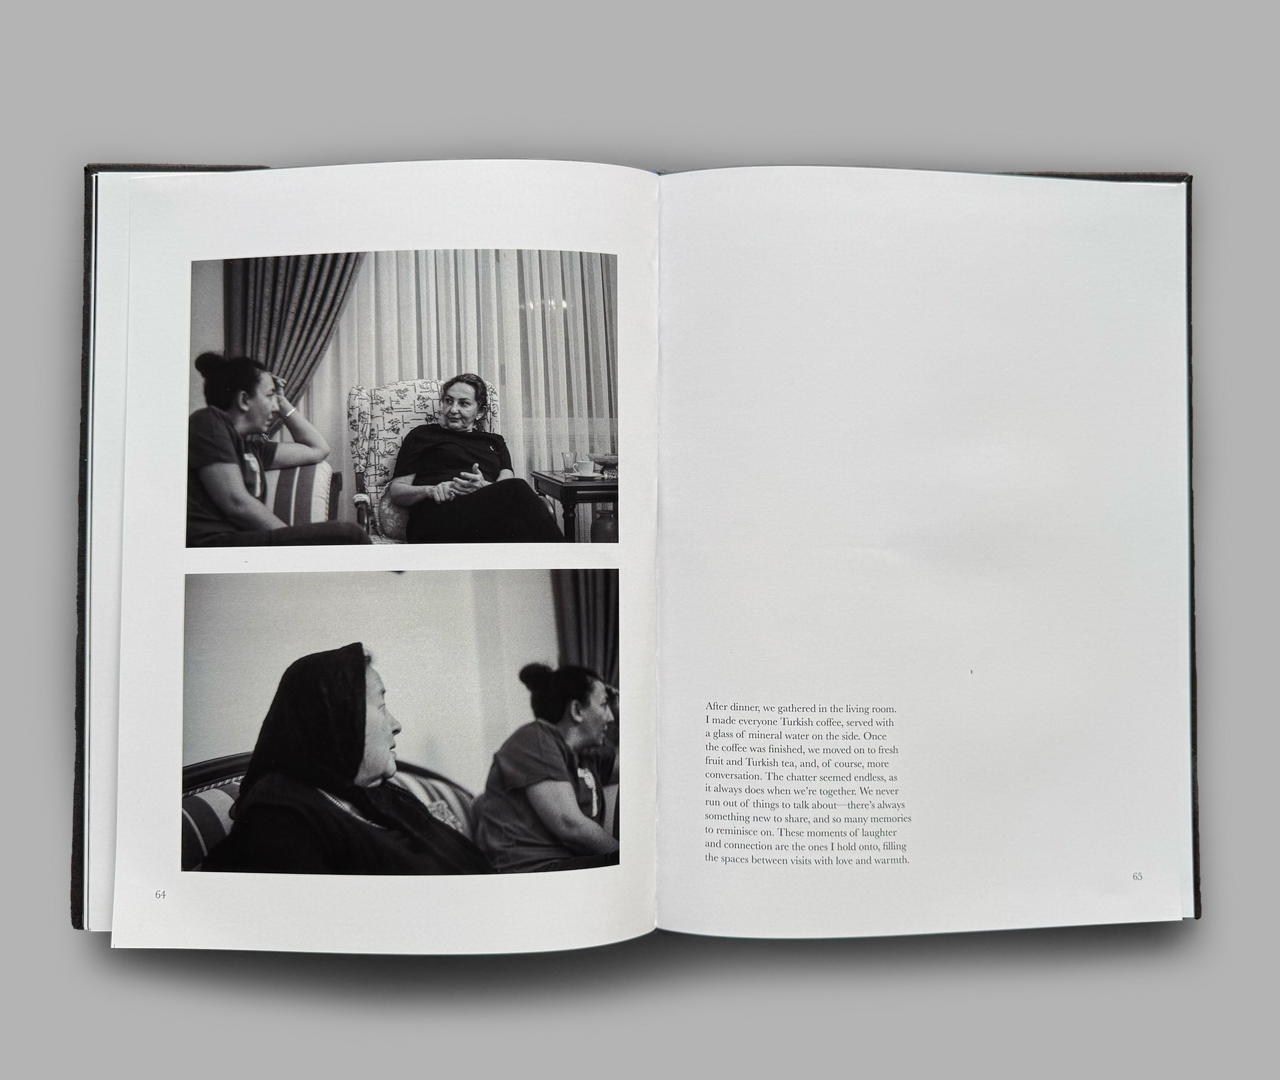 64
After dinner, we gathered in the living room.
I made everyone Turkish coffee, served with
a glass of mineral water on the side. Once
the coffee was finished, we moved on to fresh
fruit and Turkish tea, and, of course, more
conversation. The chatter seemed endless, as
it always does when we're together. We never
run out of things to talk about—there's always
something new to share, and so many memories
to reminisce on. These moments of laughter
and connection are the ones I hold onto, filling
the spaces between visits with love and warmth.
65